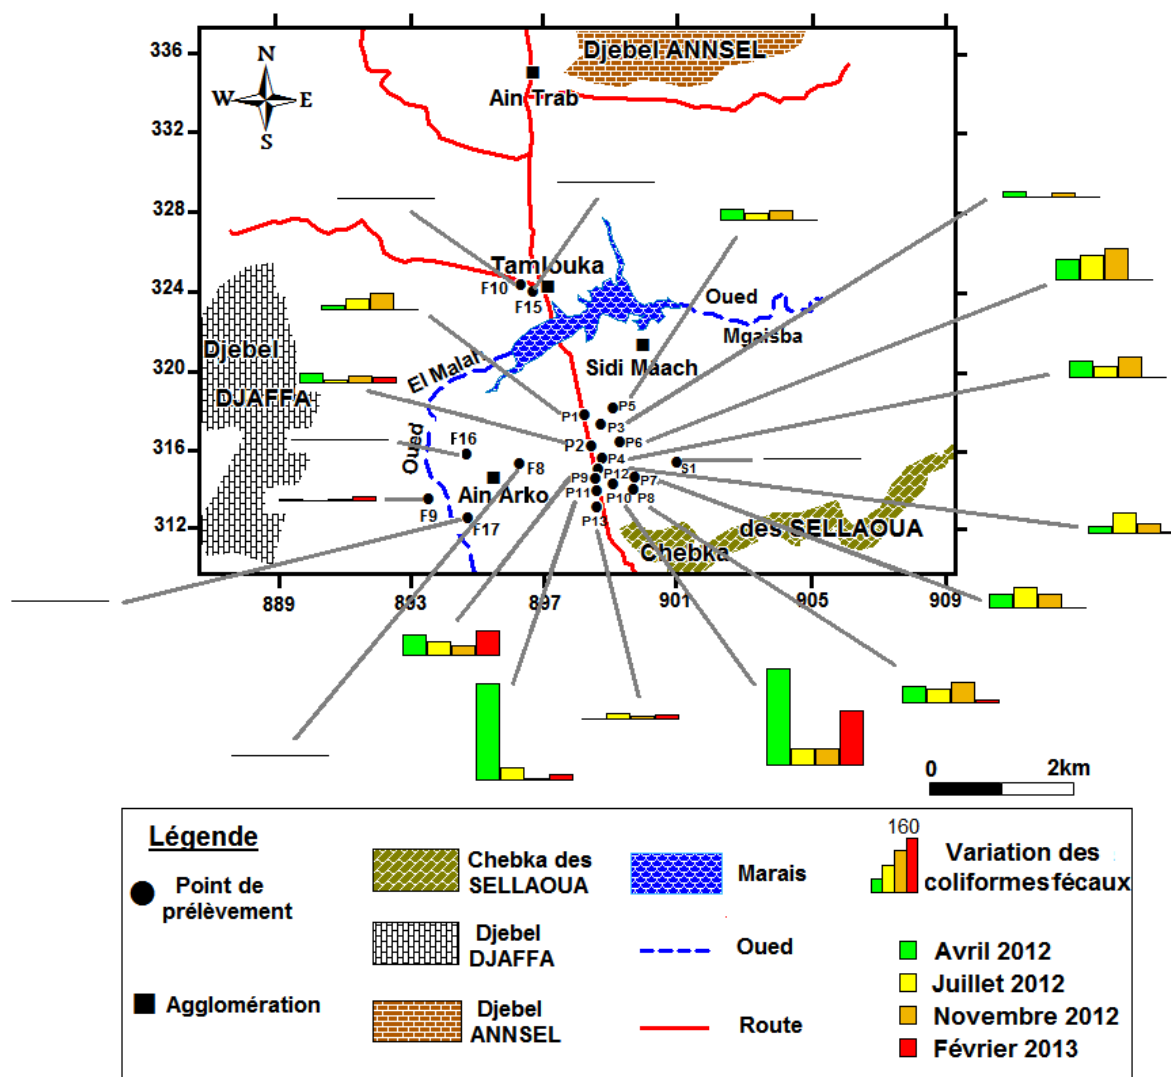 336
332
328
324
320
316
312
N
W E
S
Djebel ANNSEL
Ain Trab
Tamlouka
F10
F15
Oued
Mgaisba
Sidi Maach
El Malah
Oued
Djebel
DJAFFA
P1
P5
P3
P2
P6
P4
F16
F8
P12
S1
P9
P7
Ain Arko
P11
P10
P8
F9
F17
P13
des SELLAOUA
Chebka
889
893
897
901
905
909
0 2km
Légende
Point de
prélèvement
Agglomération
Chebka des
SELLAOUA
Djebel
DJAFFA
Djebel
ANNSEL
Marais
Oued
Route
160
Variation des
coliformes fécaux
Avril 2012
Juillet 2012
Novembre 2012
Février 2013